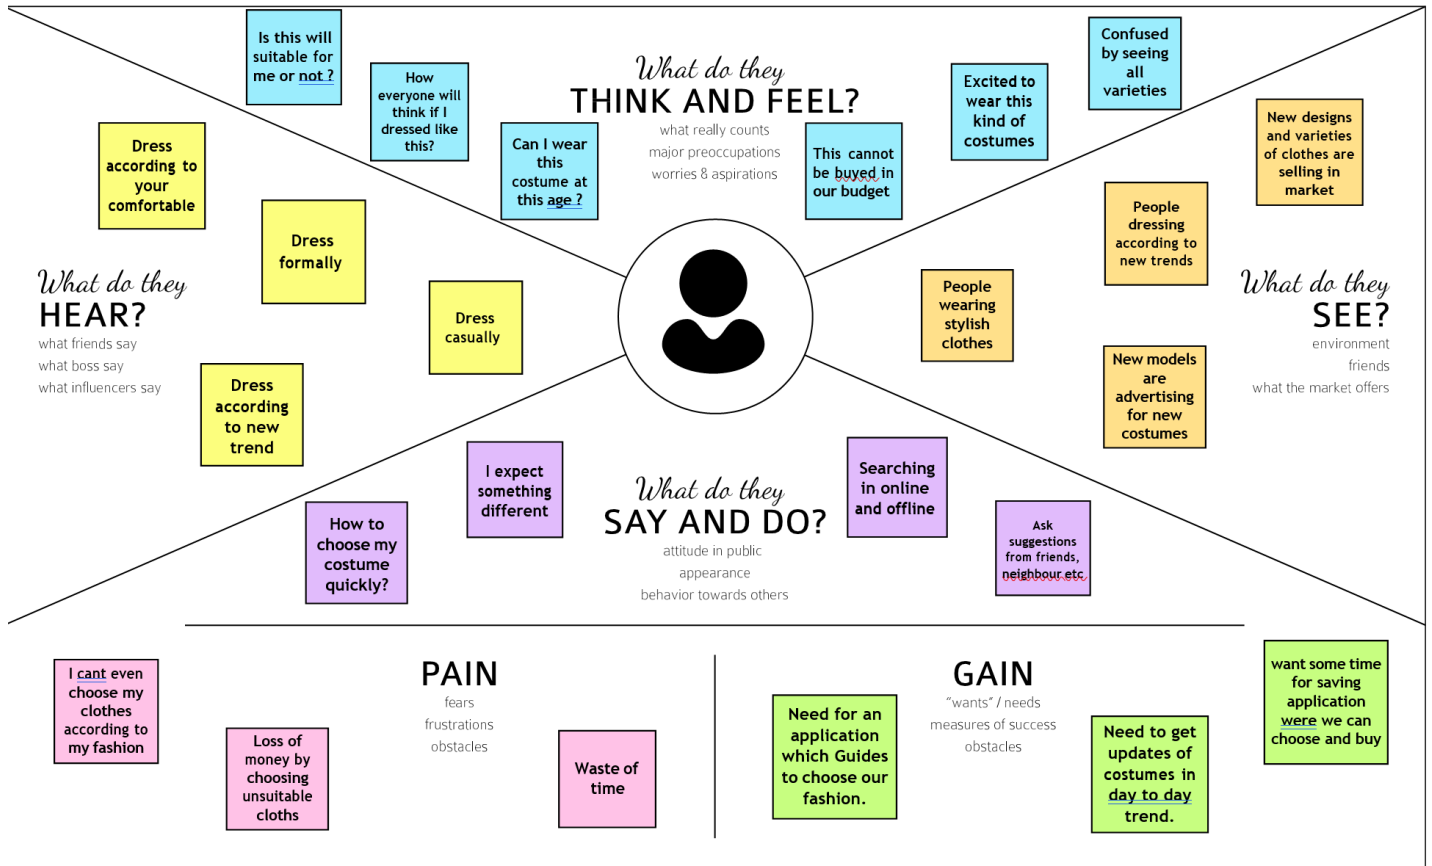 Is this will
suitable for
me or not ?
How
everyone will
think if I
dressed like
this?
Can I wear
this
costume at
this age ?
What do they
THINK AND FEEL?
what really counts
major preoccupations
worries & aspirations
This cannot
be buyed in
our budget
Excited to
wear this
kind of
costumes
Confused
by seeing
all
varieties
Dress
according to
your
comfortable
Dress
formally
Dress
casually
What do they
HEAR?
what friends say
what boss say
what influencers say
Dress
according
to new
trend
New designs
and varieties
of clothes are
selling in
market
People
dressing
according to
new trends
People
wearing
stylish
clothes
What do they
SEE?
environment
friends
what the market offers
New models
are
advertising
for new
costumes
I expect
something
different
How to
choose my
costume
quickly?
What do they
SAY AND DO?
attitude in public
appearance
behavior towards others
Searching
in online
and offline
Ask
suggestions
from friends,
neighbour etc
PAIN
fears
frustrations
obstacles
I cant even
choose my
clothes
according to
my fashion
Loss of
money by
choosing
unsuitable
cloths
Waste of
time
GAIN
"wants" / needs
measures of success
obstacles
Need for an
application
which Guides
to choose our
fashion.
Need to get
updates of
costumes in
day to day
trend.
want some time
for saving
application
were we can
choose and buy